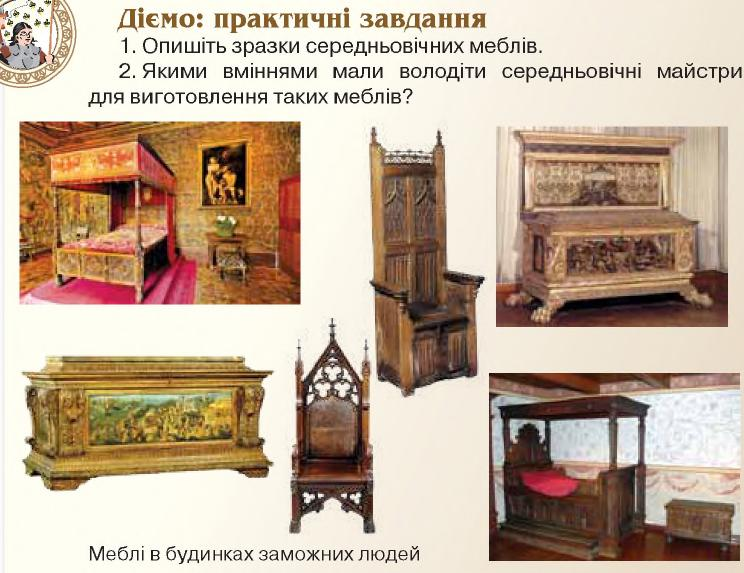 Діємо: практичні завдання
1. Опишіть зразки середньовічних меблів.
2. Якими вміннями мали володіти середньовічні майстри
для виготовлення таких меблів?
Меблі в будинках заможних людей